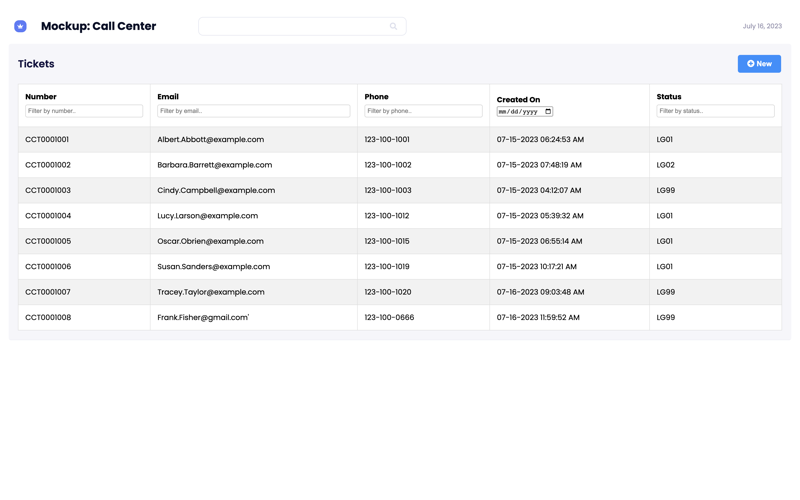 Mockup: Call Center
July 16, 2023
Tickets
New
Number Email Phone Created On Status
Filter by number.. Filter by email.. Filter by phone.. mm/dd/yyyy Filter by status..
CCT0001001 Albert.Abbott@example.com 123-100-1001 07-15-2023 06:24:53 AM LG01
CCT0001002 Barbara.Barrett@example.com 123-100-1002 07-15-2023 07:48:19 AM LG02
CCT0001003 Cindy.Campbell@example.com 123-100-1003 07-15-2023 04:12:07 AM LG99
CCT0001004 Lucy.Larson@example.com 123-100-1012 07-15-2023 05:39:32 AM LG01
CCT0001005 Oscar.Obrien@example.com 123-100-1015 07-15-2023 06:55:14 AM LG01
CCT0001006 Susan.Sanders@example.com 123-100-1019 07-15-2023 10:17:21 AM LG01
CCT0001007 Tracey.Taylor@example.com 123-100-1020 07-16-2023 09:03:48 AM LG99
CCT0001008 Frank.Fisher@gmail.com' 123-100-0666 07-16-2023 11:59:52 AM LG99